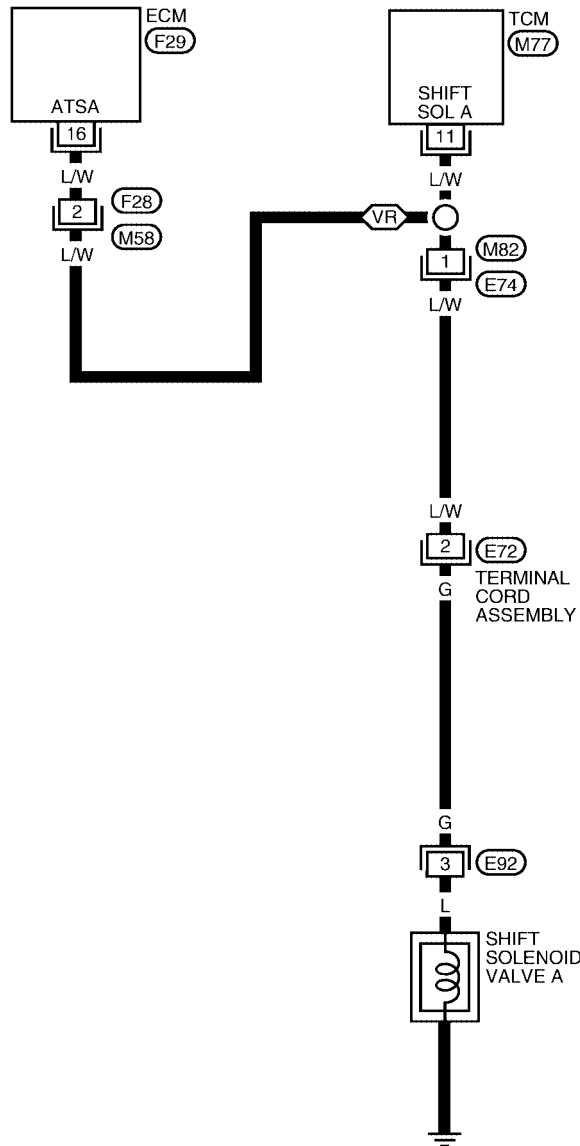 ECM
F29
ATSA
16
L/W
2
F28
M58
L/W
TCM
M77
SHIFT
SOL A
11
L/W
VR
1
M82
E74
L/W
L/W
2
E72
TERMINAL
CORD
ASSEMBLY
G
G
3
E92
L
SHIFT
SOLENOID
VALVE A